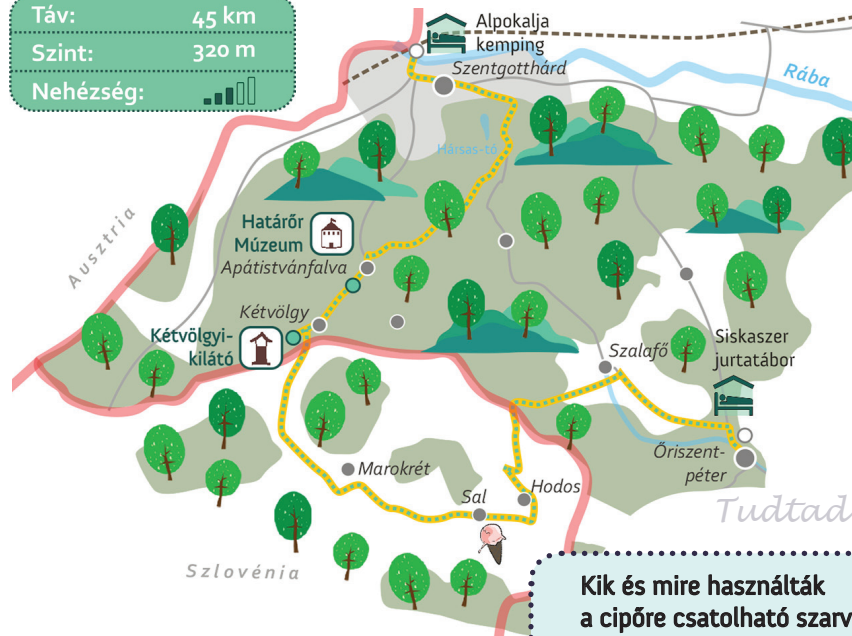 Táv: 45 km
Szint: 320 m
Nehézség:
Alpokalja
kemping
Szentgotthárd
Rába
Hársas-tó
Ausztria
Határőr
Múzeum
Apátistvánfalva
Kétvölgy
Kétvölgyi-
kilátó
Szalafő
Siskaszer
jurtatábor
Őriszent-
péter
Marokrét
Sal
Hodos
Tudtad
Szlovénia
Kik és mire használták
a cipőre csatolható szarv